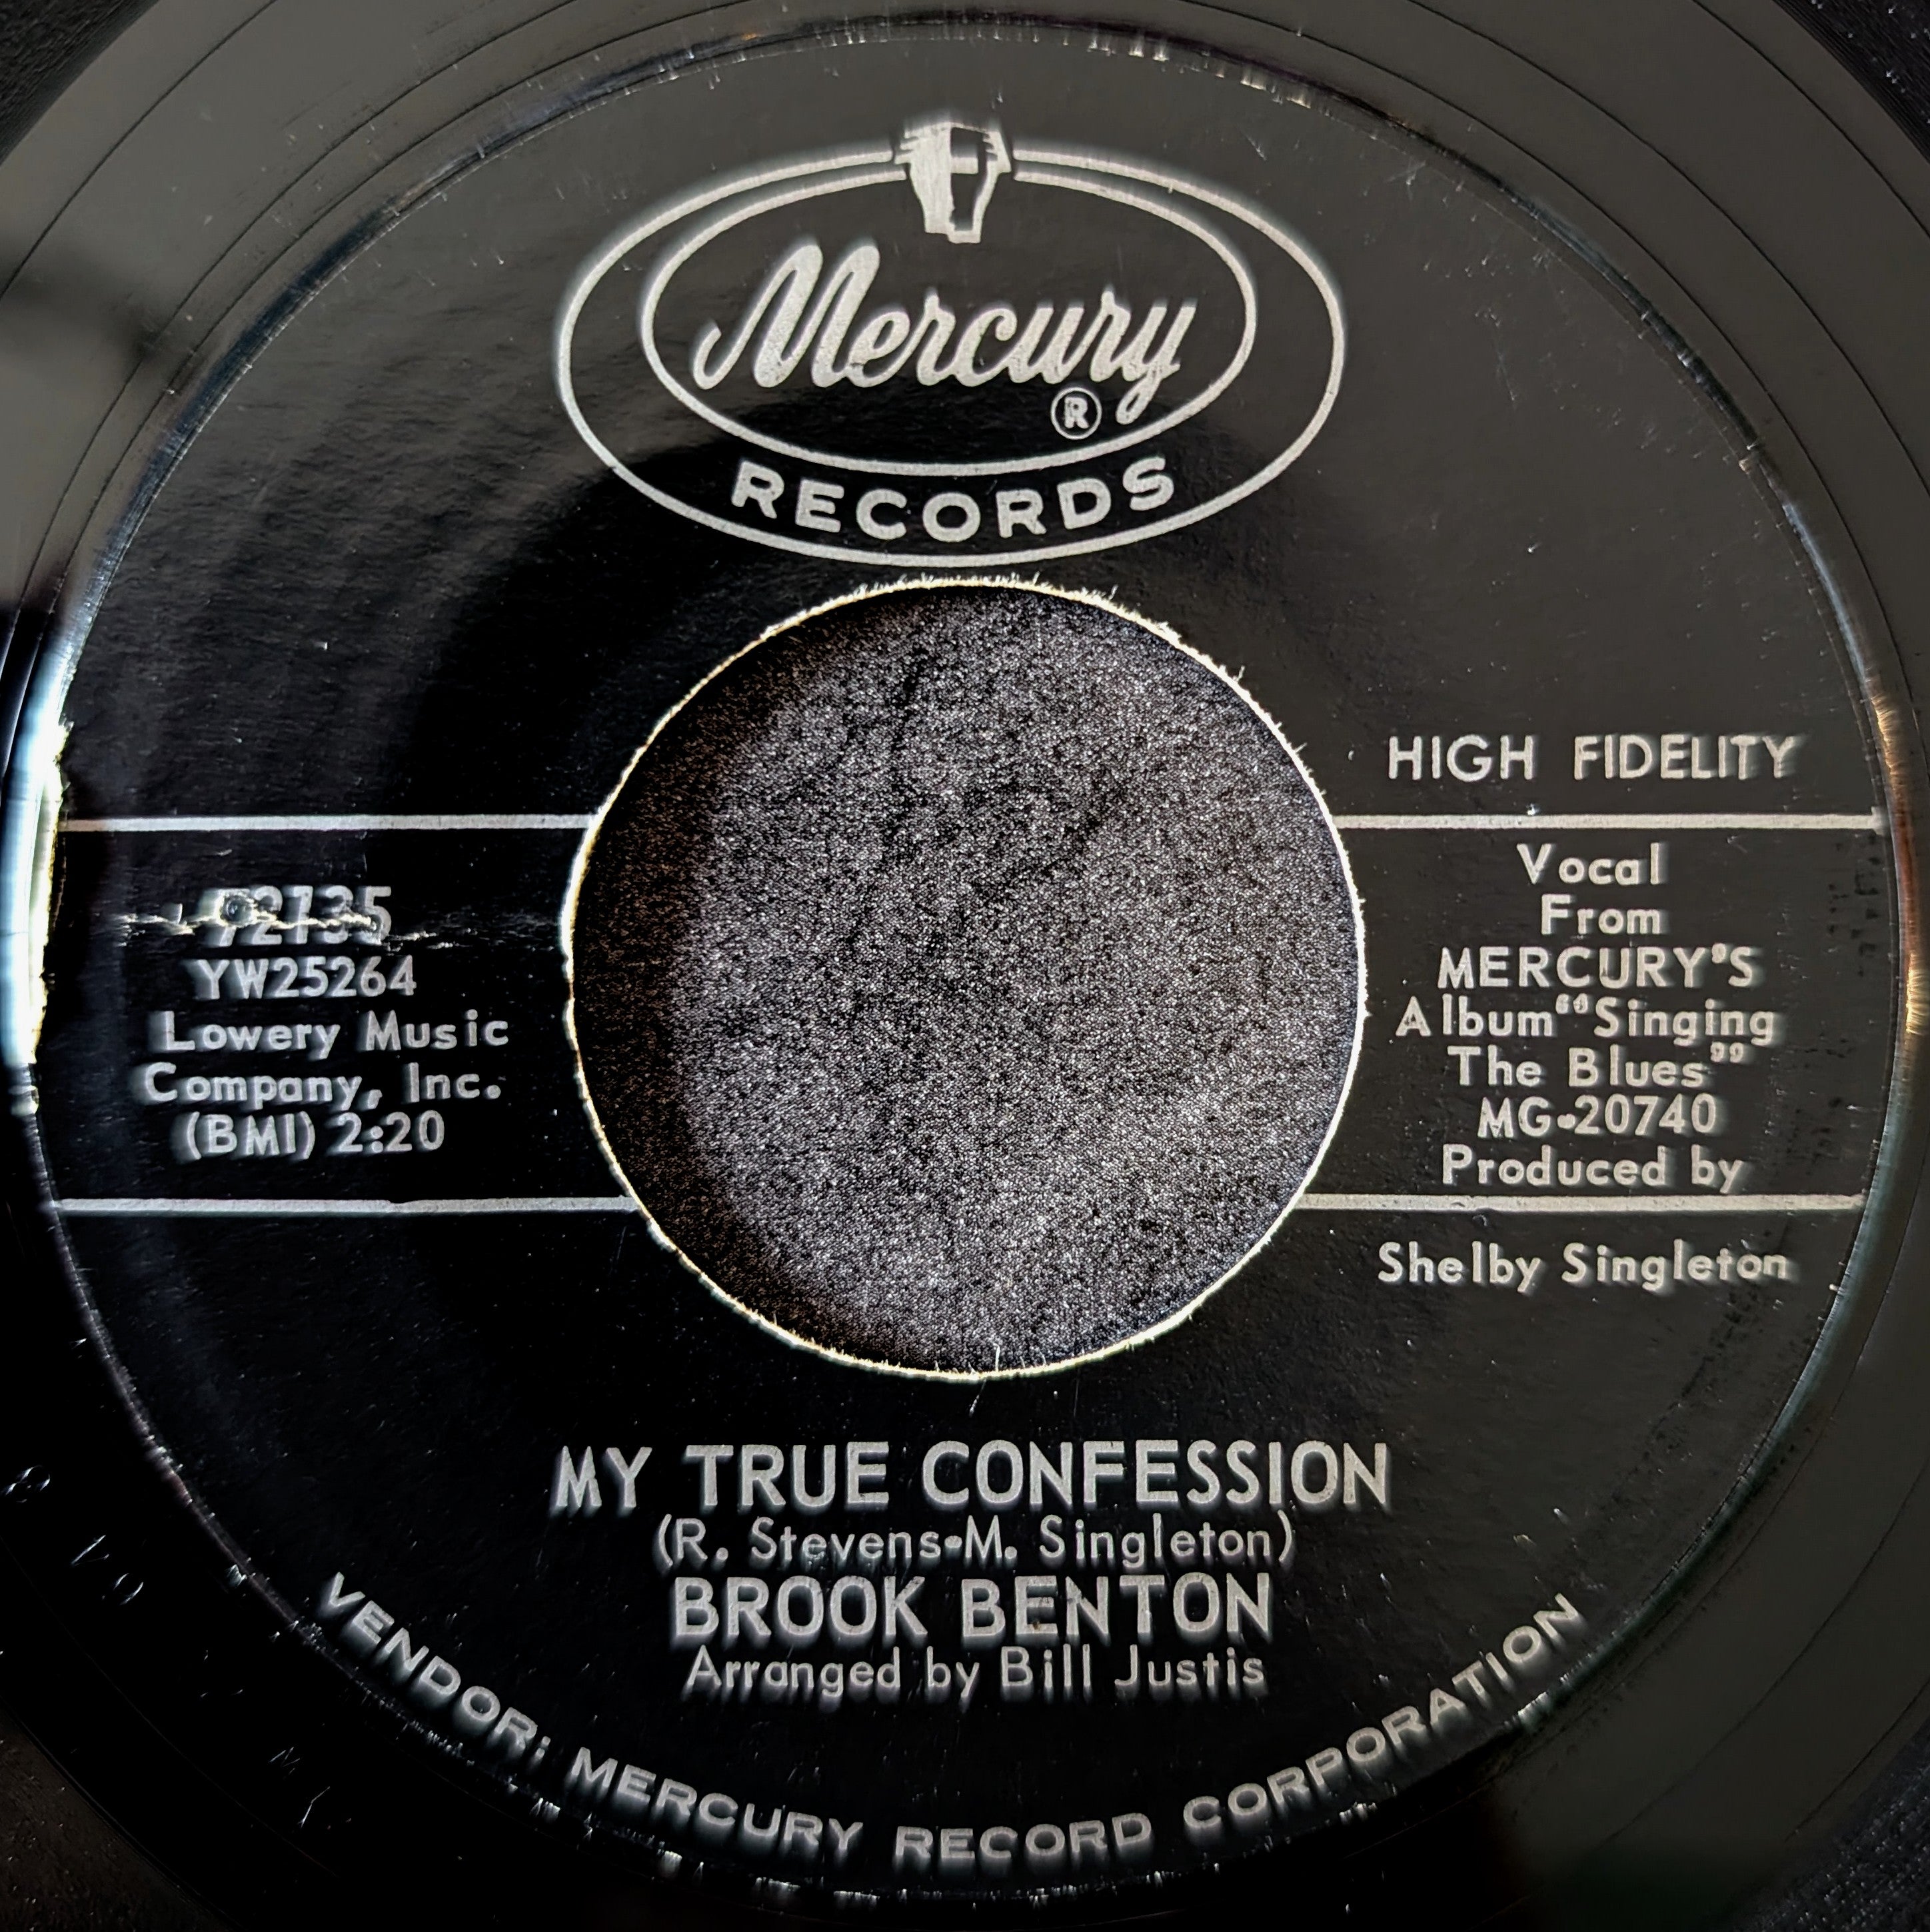 Mercury
®
RECORDS
HIGH FIDELITY
72135
YW25264
Lowery Music
Company, Inc.
(BMI) 2:20
Vocal
From
MERCURY'S
Album "Singing
The Blues"
MG-20740
Produced by
Shelby Singleton
MY TRUE CONFESSION
(R. Stevens-M. Singleton)
BROOK BENTON
Arranged by Bill Justis
VENDOR: MERCURY RECORD CORPORATION